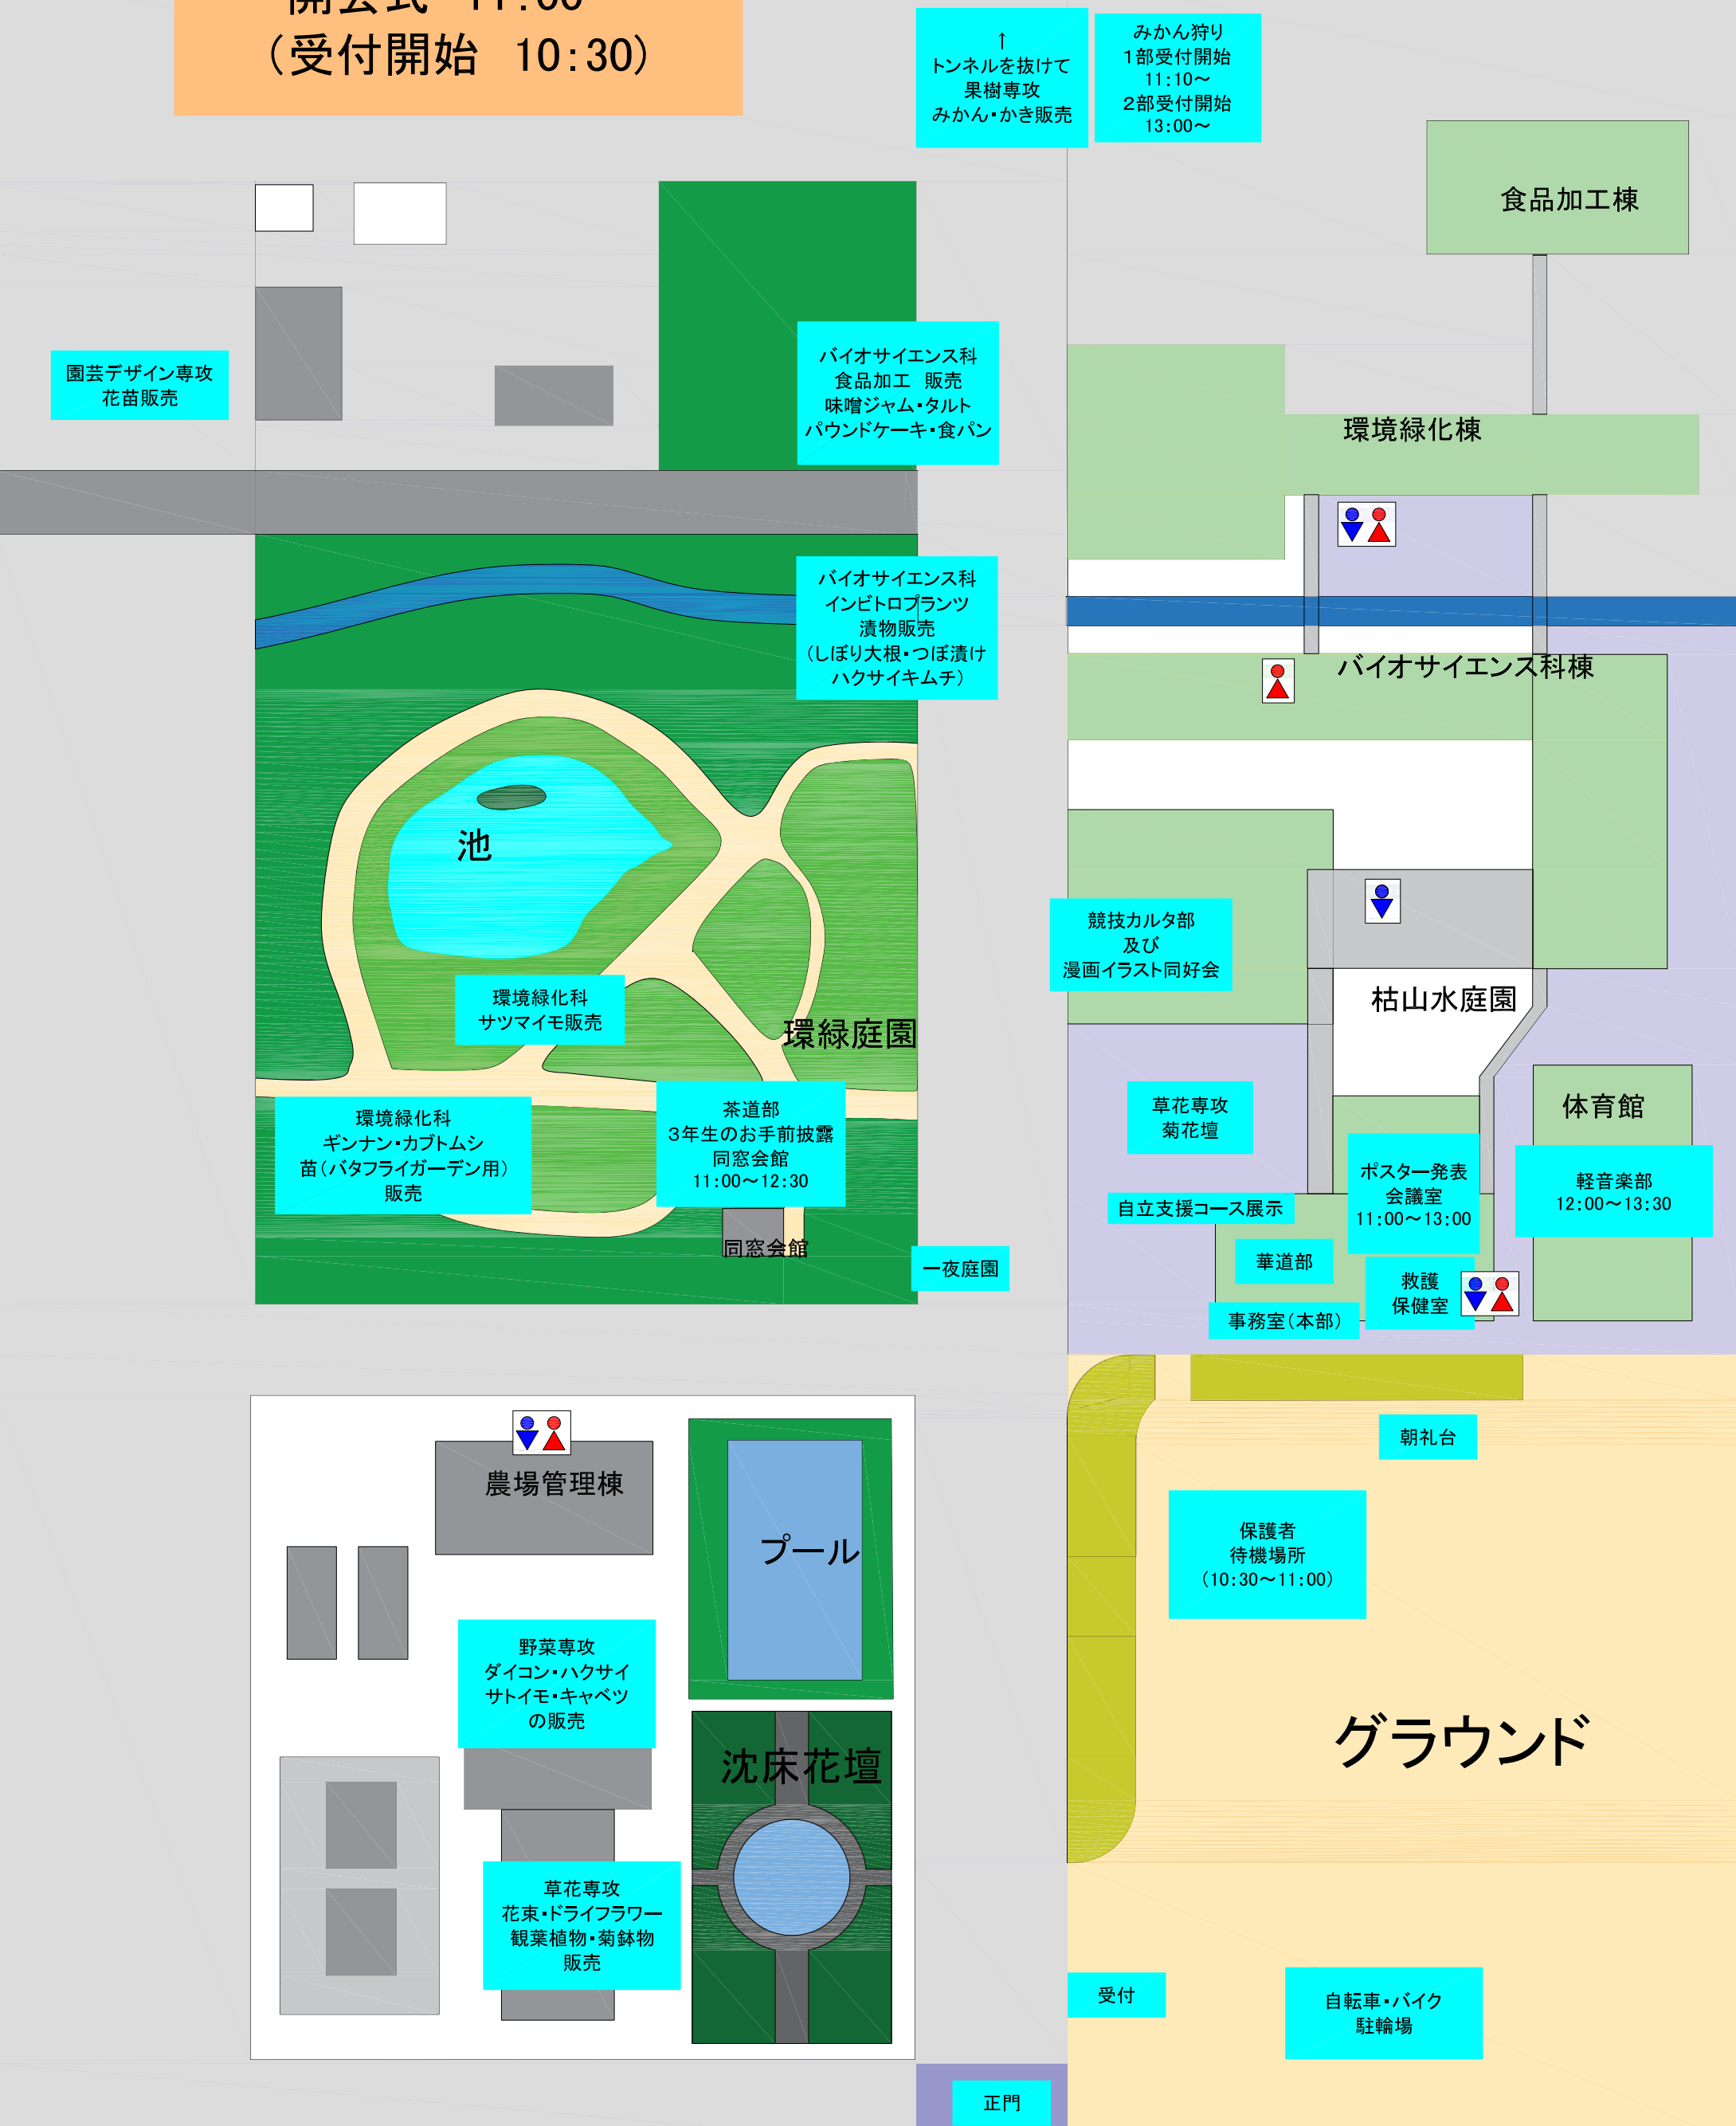 開会式 11:00
（受付開始 10:30）
↑
トンネルを抜けて
果樹専攻
みかん・かき販売
みかん狩り
1部受付開始
11:10～
2部受付開始
13:00～
食品加工棟
園芸デザイン専攻
花苗販売
バイオサイエンス科
食品加工 販売
味噌ジャム・タルト
パウンドケーキ・食パン
環境緑化棟
バイオサイエンス科
インビトロプランツ
漬物販売
（しぼり大根・つぼ漬け
ハクサイキムチ）
バイオサイエンス科棟
池
競技カルタ部
及び
漫画イラスト同好会
環境緑化科
サツマイモ販売
環緑庭園
枯山水庭園
環境緑化科
ギンナン・カブトムシ
苗（バタフライガーデン用）
販売
茶道部
3年生のお手前披露
同窓会館
11:00～12:30
同窓会館
一夜庭園
草花専攻
菊花壇
体育館
ポスター発表
会議室
11:00～13:00
軽音楽部
12:00～13:30
自立支援コース展示
華道部
救護
保健室
事務室（本部）
朝礼台
農場管理棟
プール
保護者
待機場所
（10:30～11:00）
野菜専攻
ダイコン・ハクサイ
サトイモ・キャベツ
の販売
沈床花壇
グラウンド
草花専攻
花束・ドライフラワー
観葉植物・菊鉢物
販売
受付
自転車・バイク
駐輪場
正門